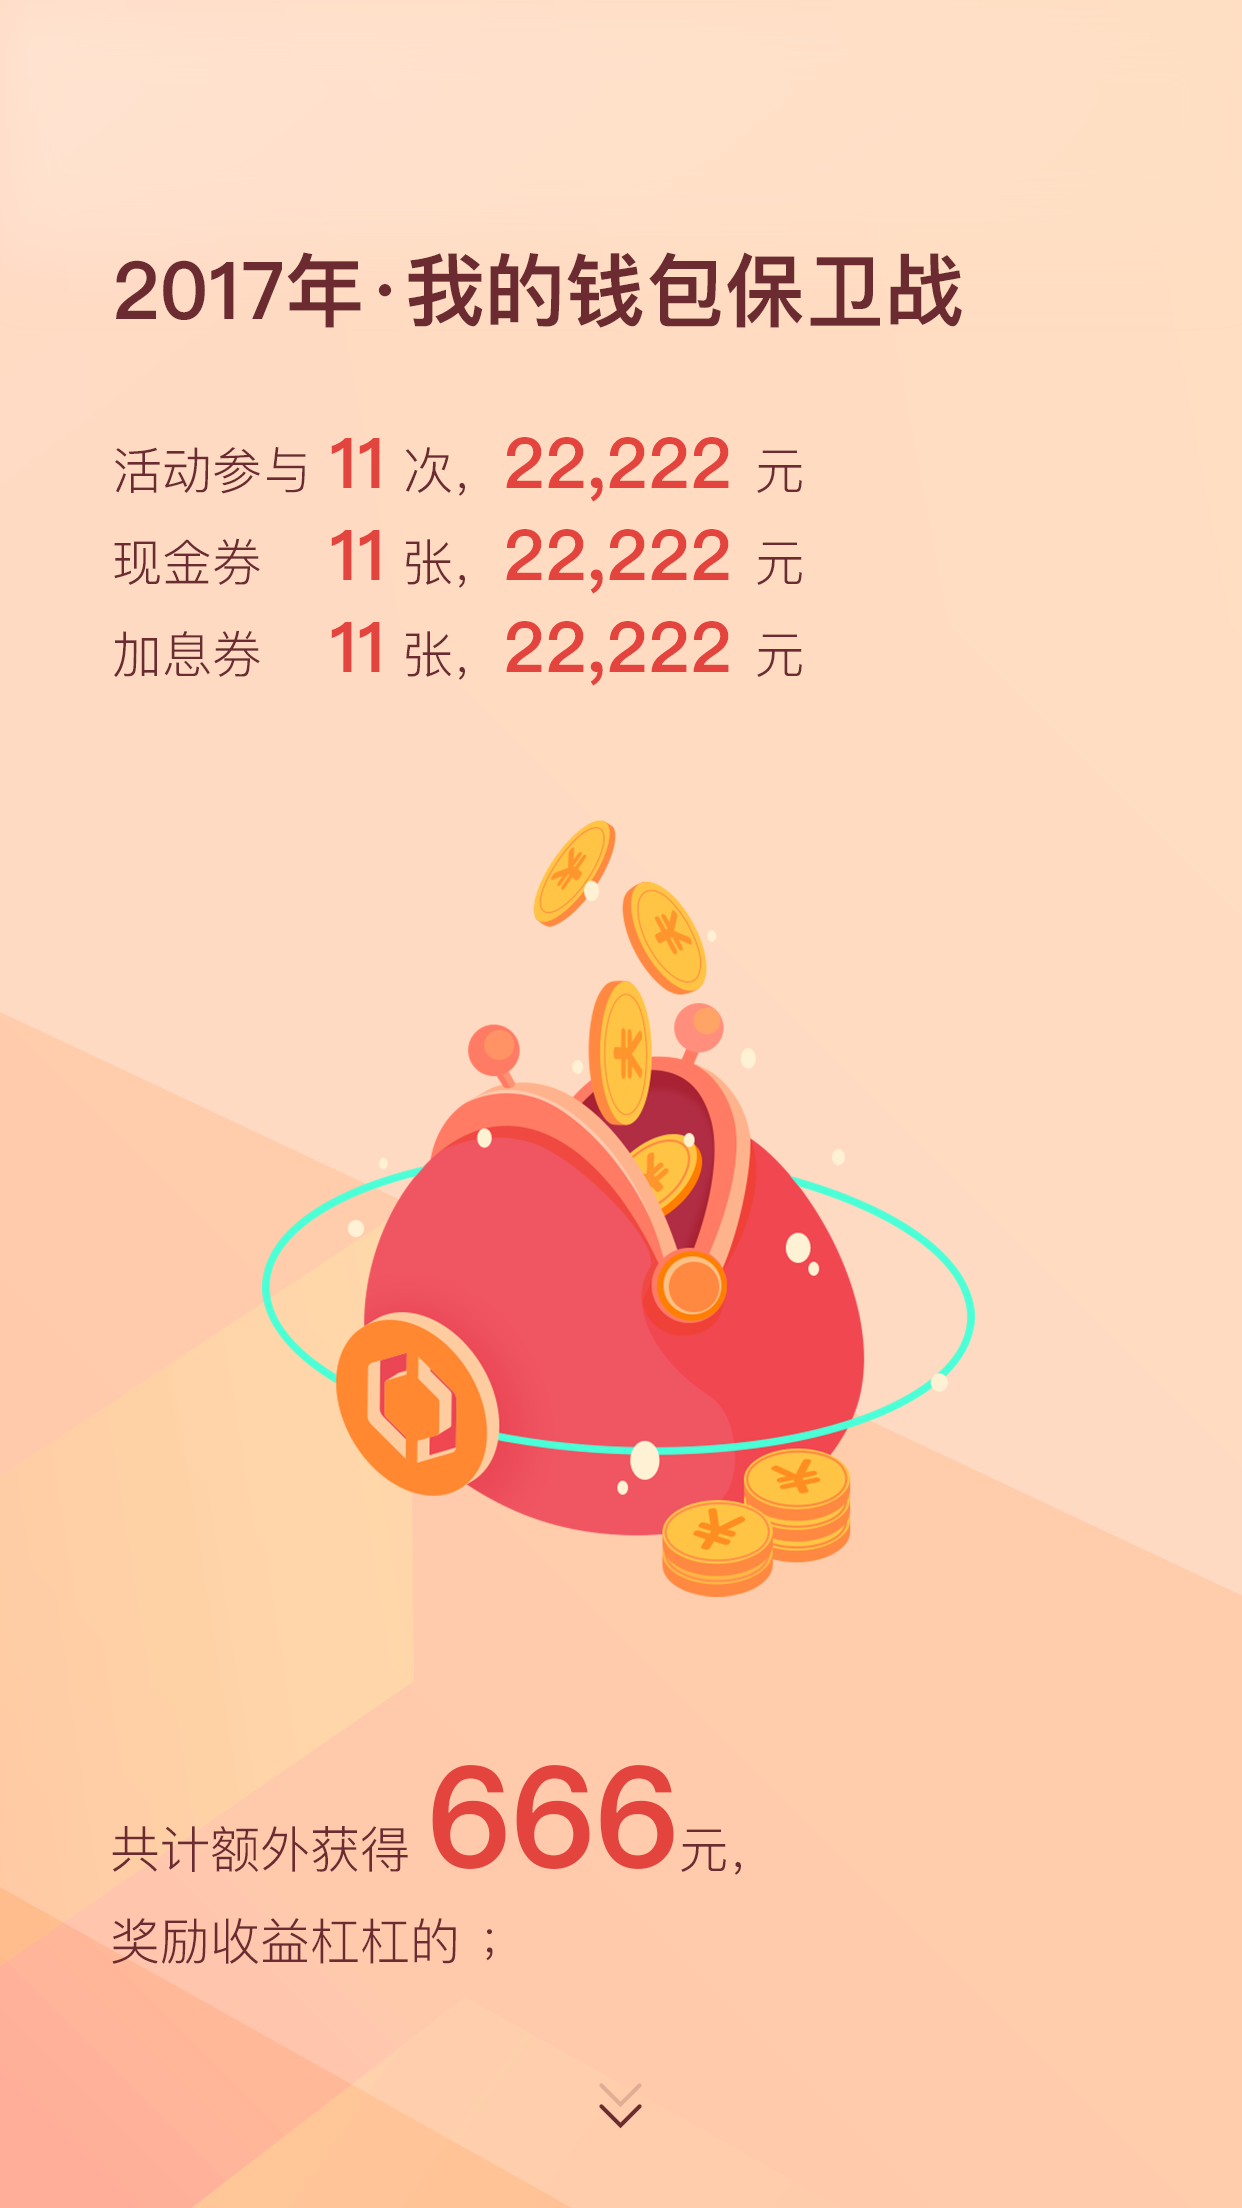 2017年·我的钱包保卫战
活动参与 11 次，22,222 元
现金券 11 张，22,222 元
加息券 11 张，22,222 元
共计额外获得 666元，
奖励收益杠杠的；